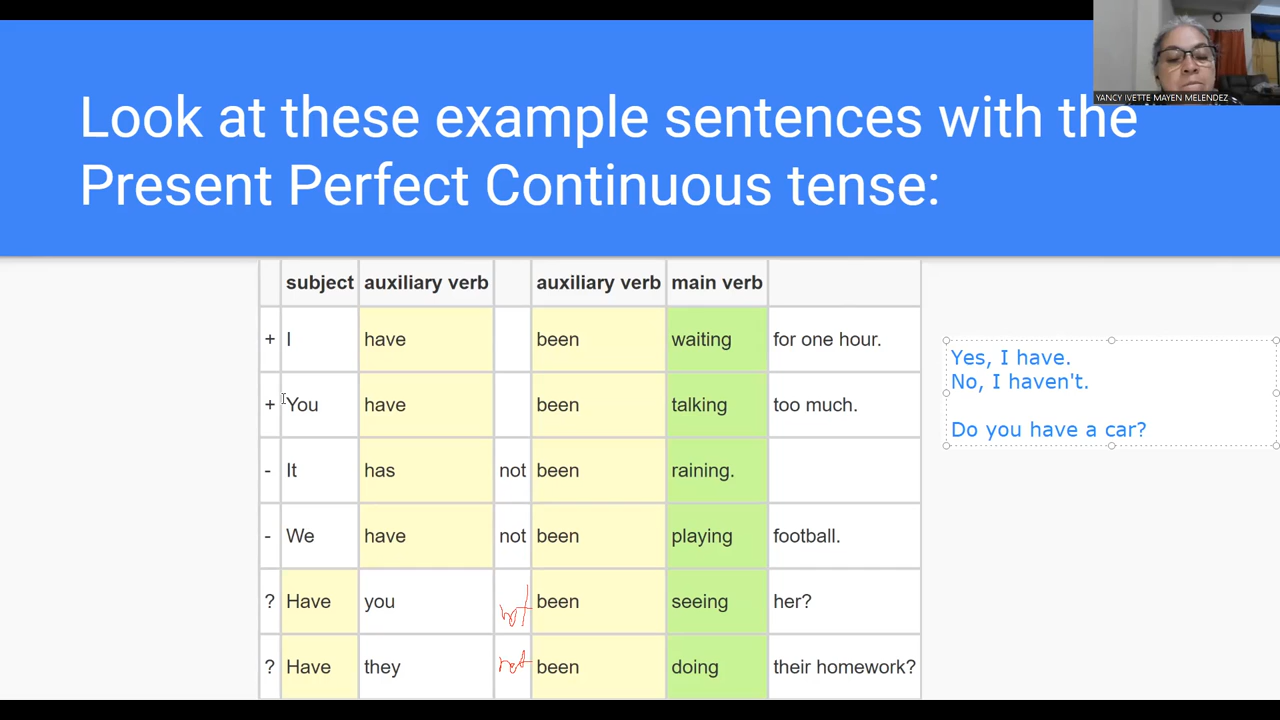 YANCY IVETTE MAYEN MELENDEZ
Look at these example sentences with the
Present Perfect Continuous tense:
subject auxiliary verb auxiliary verb main verb
+ I have been waiting for one hour.
+ You have been talking too much.
- It has not been raining.
- We have not been playing football.
? Have you not been seeing her?
? Have they not been doing their homework?
Yes, I have.
No, I haven't.
Do you have a car?